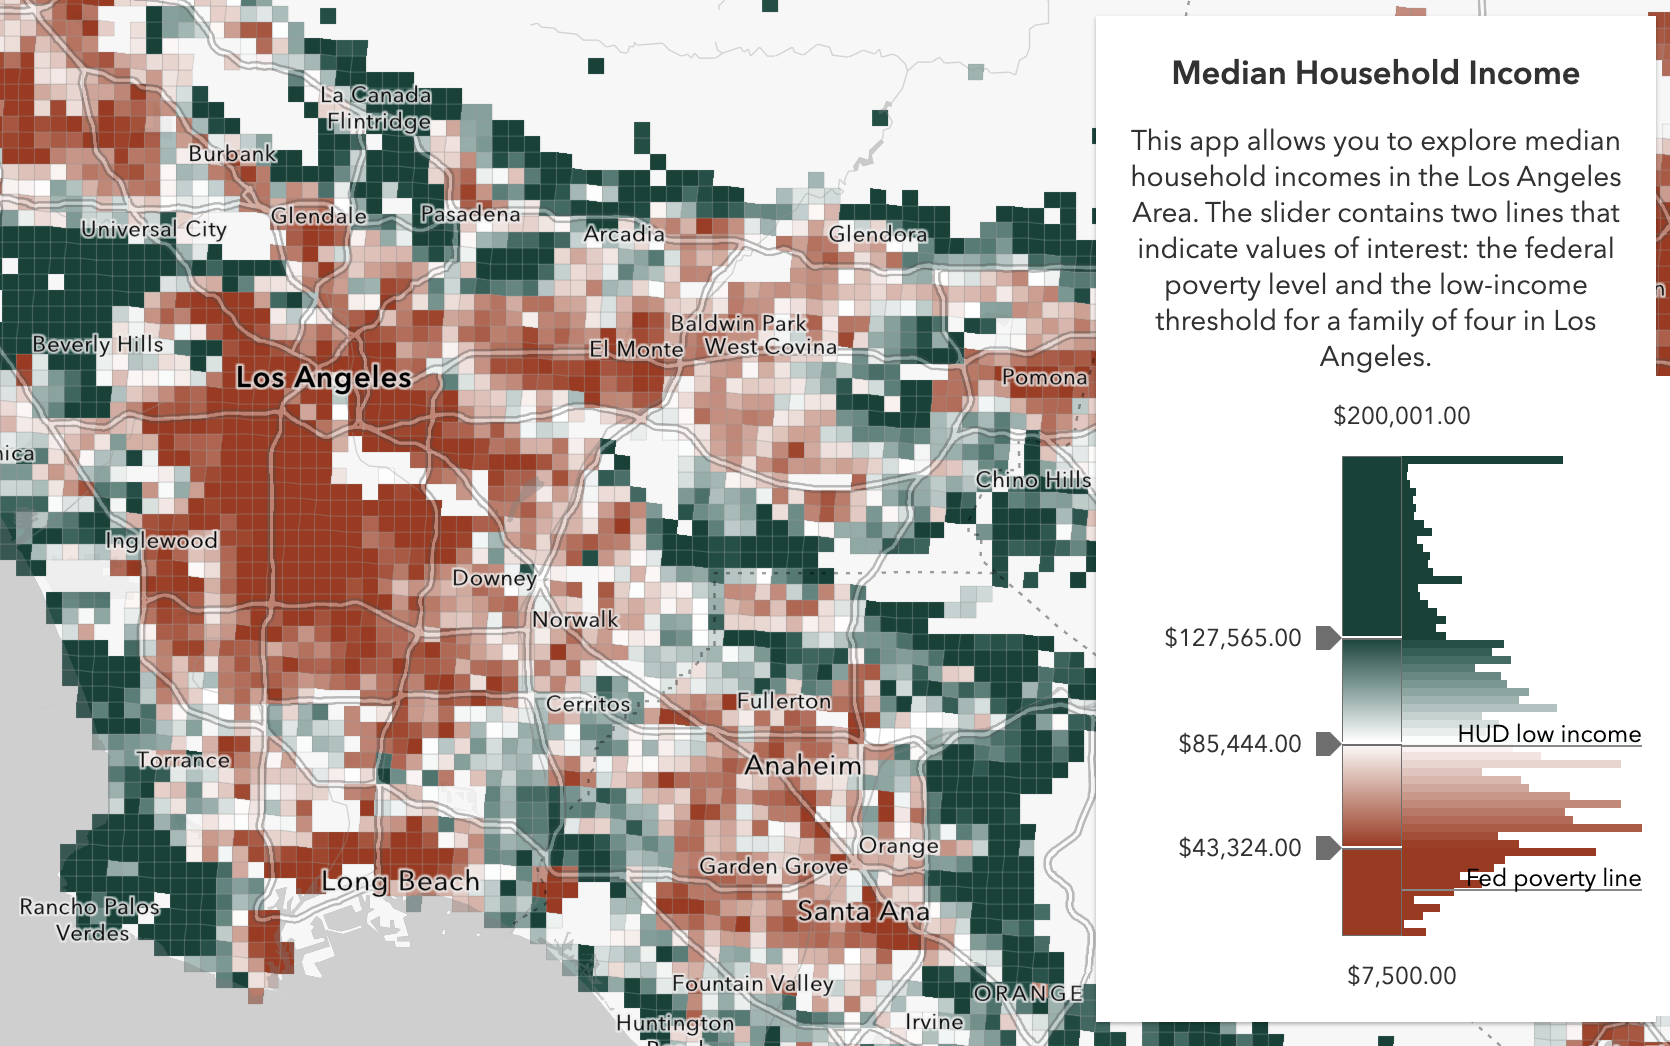 La Canada
Flintridge
Burbank
Glendale
Pasadena
Universal City
Arcadia
Glendora
Baldwin Park
Beverly Hills
El Monte
West Covina
Los Angeles
Pomona
nica
Chino Hills
Inglewood
Downey
Norwalk
Cerritos
Fullerton
Torrance
Anaheim
Orange
Garden Grove
Long Beach
Rancho Palos
Verdes
Santa Ana
Fountain Valley
ORANGE
Huntington
Irvine
Median Household Income
This app allows you to explore median
household incomes in the Los Angeles
Area. The slider contains two lines that
indicate values of interest: the federal
poverty level and the low-income
threshold for a family of four in Los
Angeles.
$200,001.00
$127,565.00
HUD low income
$85,444.00
$43,324.00
Fed poverty line
$7,500.00